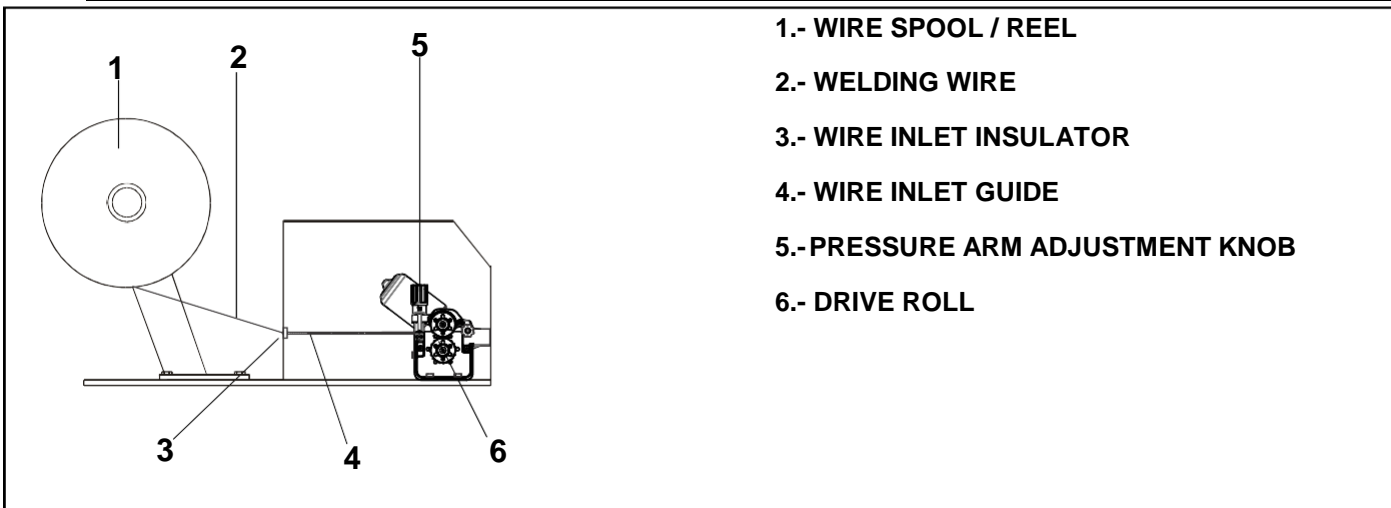 1
2
5
3
4
6
1.- WIRE SPOOL / REEL
2.- WELDING WIRE
3.- WIRE INLET INSULATOR
4.- WIRE INLET GUIDE
5.- PRESSURE ARM ADJUSTMENT KNOB
6.- DRIVE ROLL